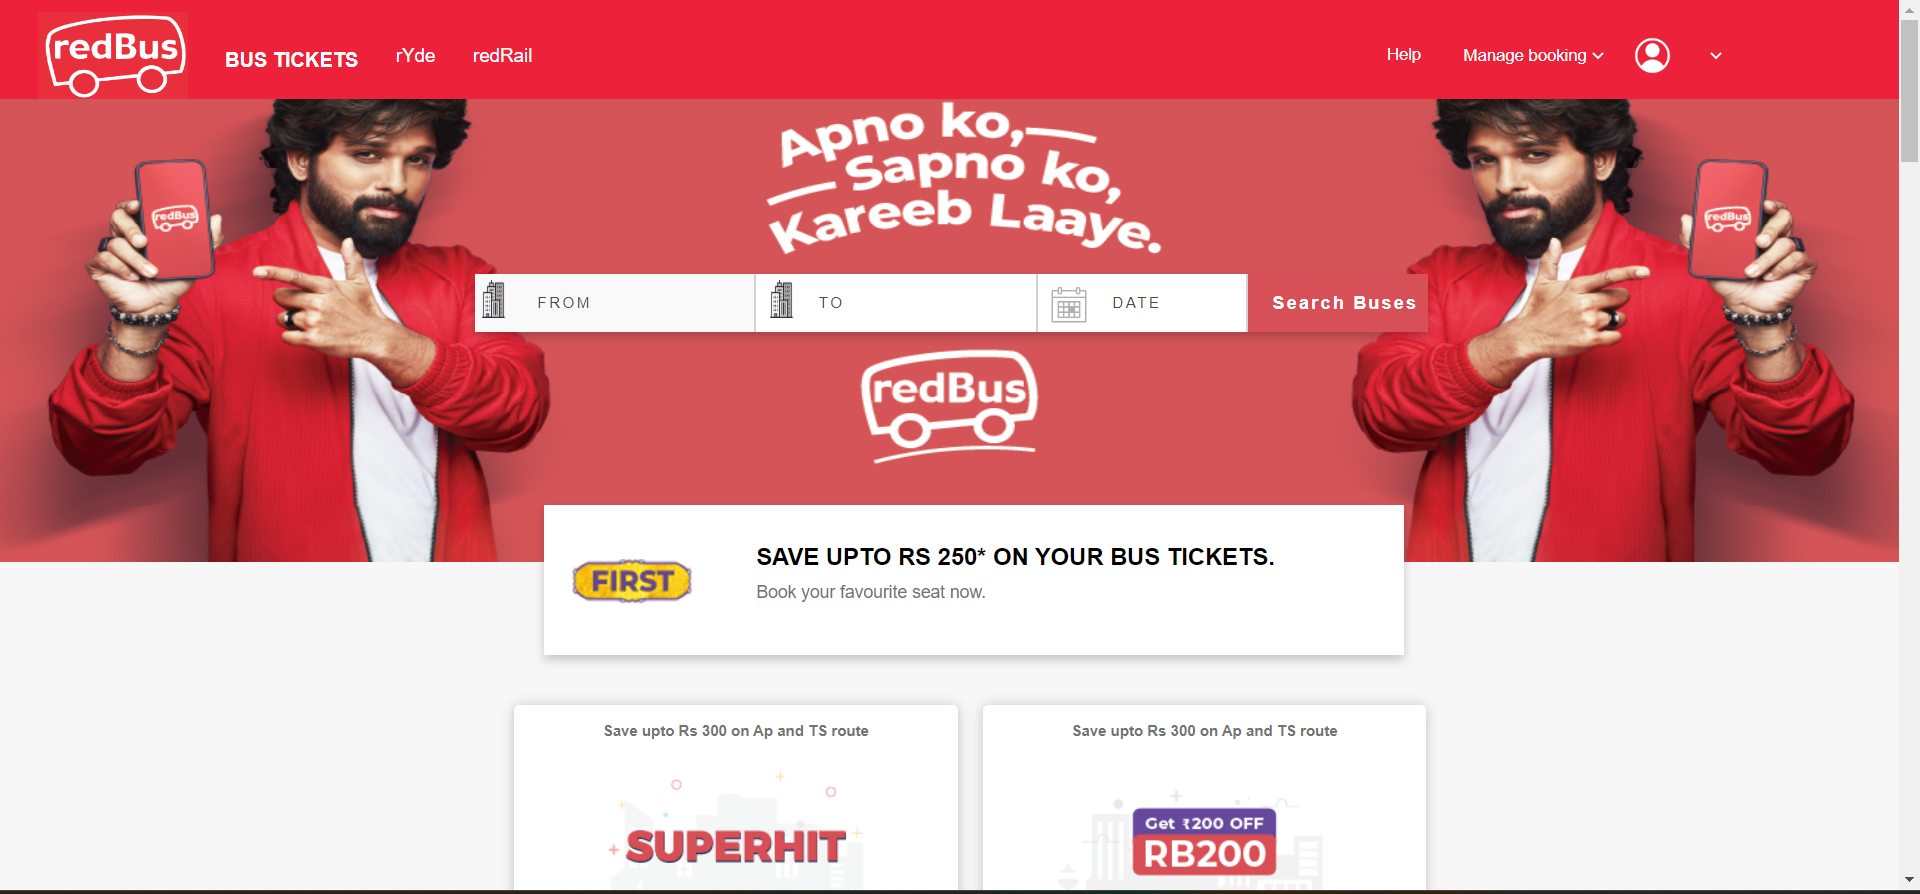 redBus
BUS TICKETS
rYde
redRail
Help
Manage booking
Apno ko,
Sapno ko,
Kareeb Laaye.
redBus
redBus
FROM
TO
DATE
Search Buses
redBus
FIRST
SAVE UPTO RS 250* ON YOUR BUS TICKETS.
Book your favourite seat now.
Save upto Rs 300 on Ap and TS route
SUPERHIT
Save upto Rs 300 on Ap and TS route
Get ₹200 OFF
RB200